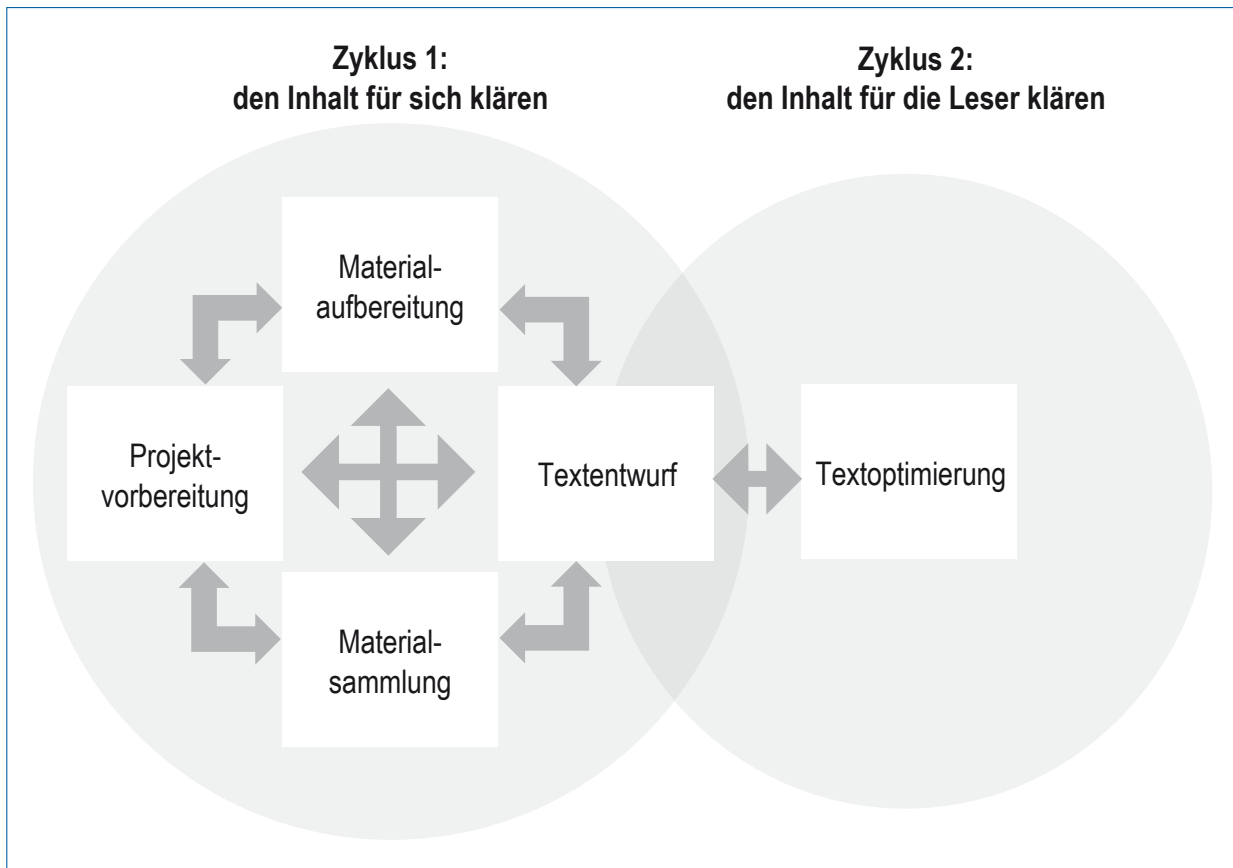 Zyklus 1:
den Inhalt für sich klären
Zyklus 2:
den Inhalt für die Leser klären
Material-
aufbereitung
Projekt-
vorbereitung
Textentwurf
Textoptimierung
Material-
sammlung